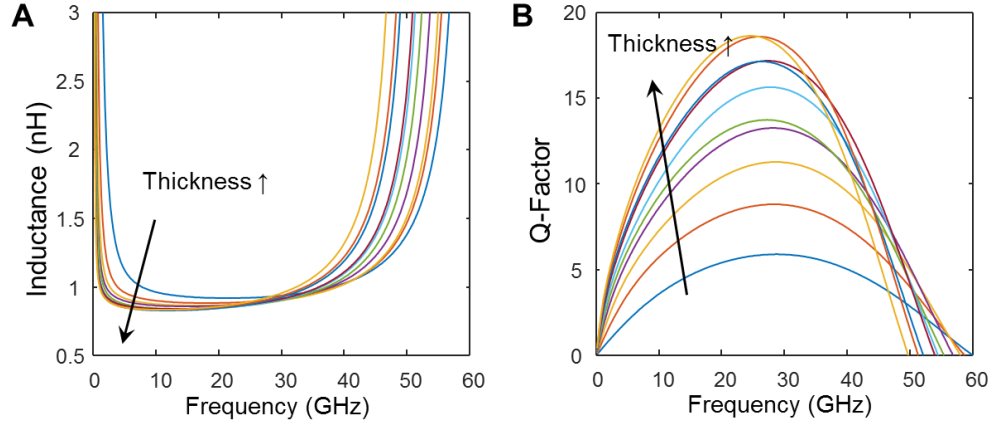 A
3
2.5
2
1.5
1
0.5
Inductance (nH)
Thickness ↑
0 10 20 30 40 50 60
Frequency (GHz)
B
20
15
10
5
0
Q-Factor
Thickness ↑
0 10 20 30 40 50 60
Frequency (GHz)